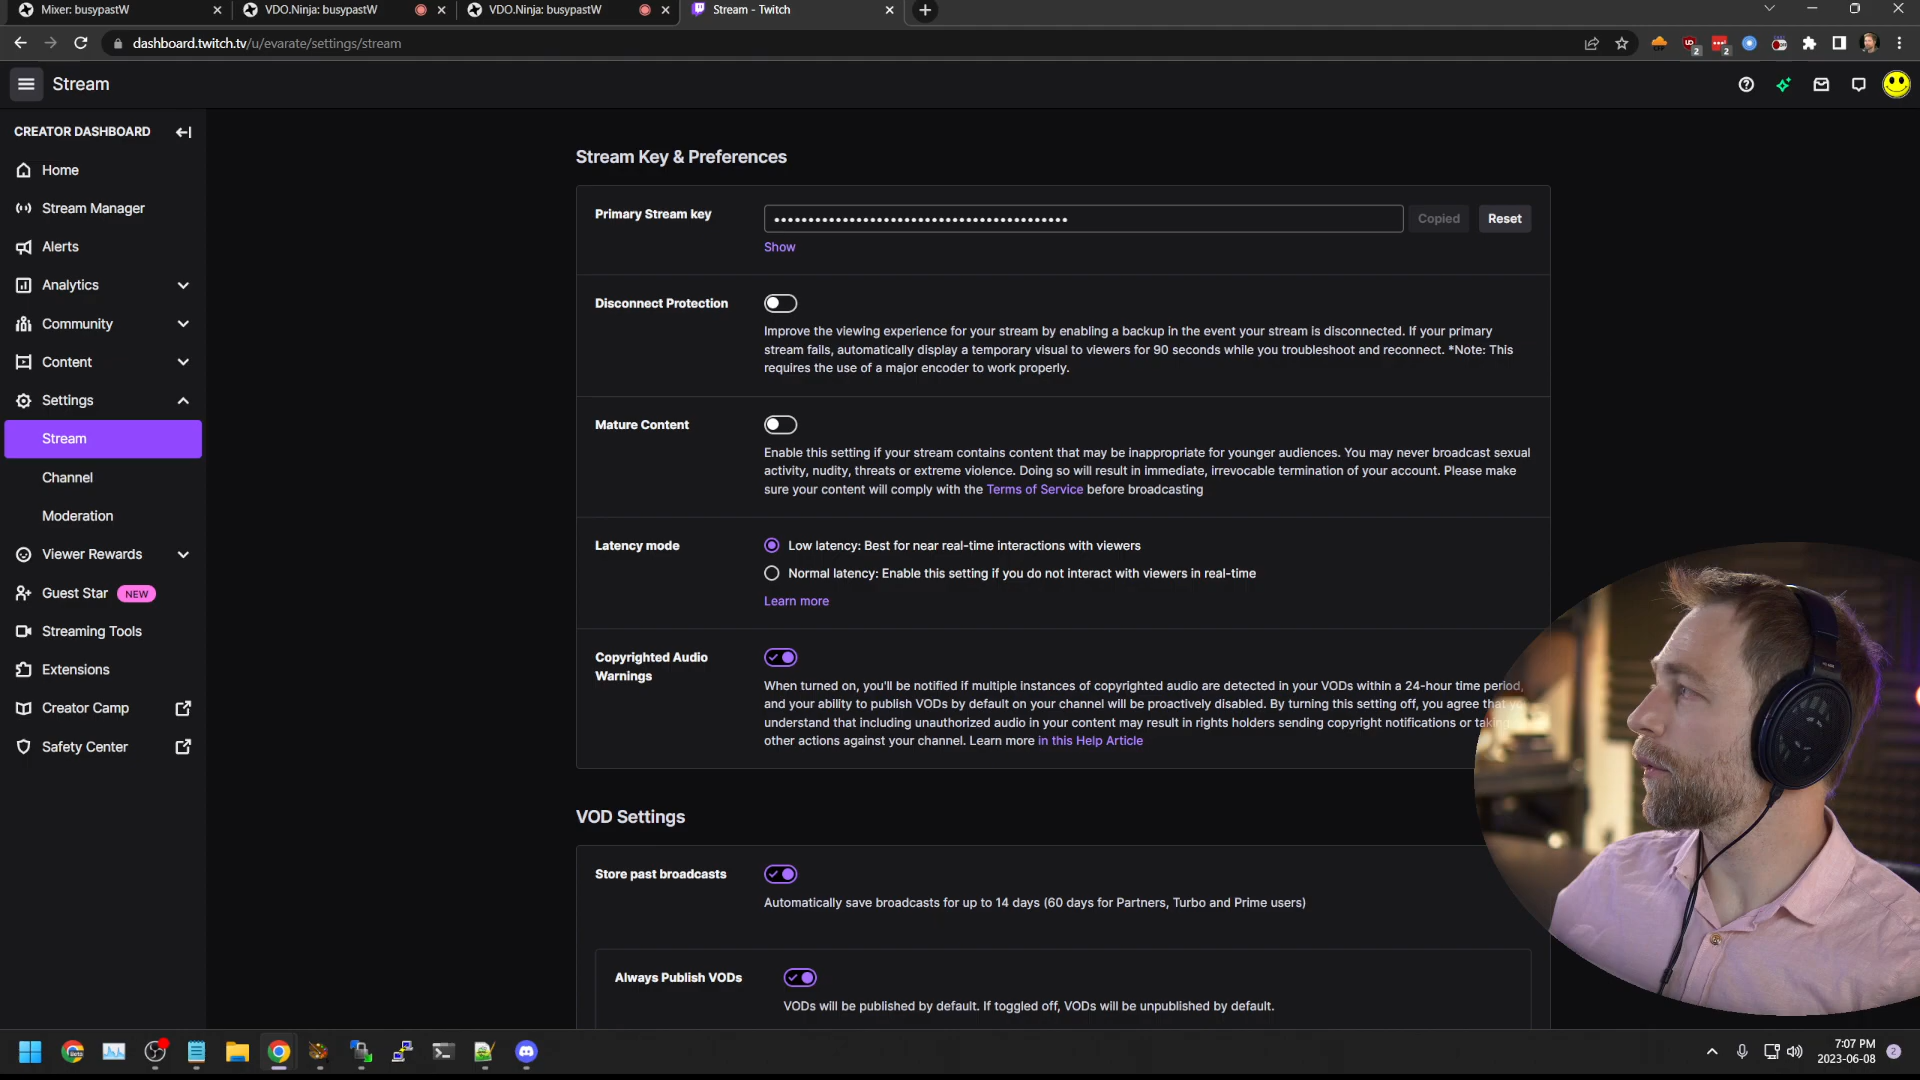 Mixer: busypastW
VDO.Ninja: busypastW
VDO.Ninja: busypastW
Stream - Twitch
dashboard.twitch.tv/u/evarate/settings/stream
Stream
CREATOR DASHBOARD
Home
Stream Manager
Alerts
Analytics
Community
Content
Settings
Stream
Channel
Moderation
Viewer Rewards
Guest Star NEW
Streaming Tools
Extensions
Creator Camp
Safety Center
Stream Key & Preferences
Primary Stream key
Copied
Reset
Show
Disconnect Protection
Improve the viewing experience for your stream by enabling a backup in the event your stream is disconnected. If your primary
stream fails, automatically display a temporary visual to viewers for 90 seconds while you troubleshoot and reconnect. *Note: This
requires the use of a major encoder to work properly.
Mature Content
Enable this setting if your stream contains content that may be inappropriate for younger audiences. You may never broadcast sexual
activity, nudity, threats or extreme violence. Doing so will result in immediate, irrevocable termination of your account. Please make
sure your content will comply with the Terms of Service before broadcasting
Latency mode
Low latency: Best for near real-time interactions with viewers
Normal latency: Enable this setting if you do not interact with viewers in real-time
Learn more
Copyrighted Audio
Warnings
When turned on, you'll be notified if multiple instances of copyrighted audio are detected in your VODs within a 24-hour time period,
and your ability to publish VODs by default on your channel will be proactively disabled. By turning this setting off, you agree that
understand that including unauthorized audio in your content may result in rights holders sending copyright notifications or
other actions against your channel. Learn more in this Help Article
VOD Settings
Store past broadcasts
Automatically save broadcasts for up to 14 days (60 days for Partners, Turbo and Prime users)
Always Publish VODs
VODs will be published by default. If toggled off, VODs will be unpublished by default.
7:07 PM
2023-06-08
2